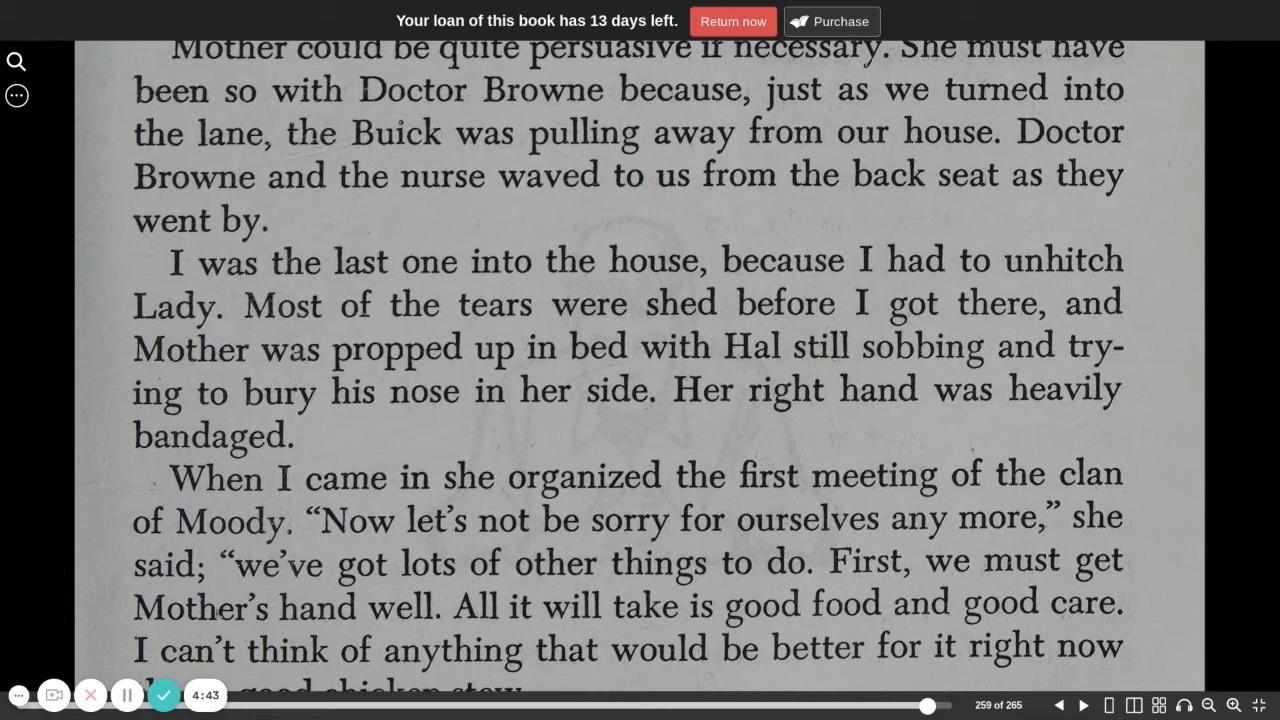 Your loan of this book has 13 days left. Return now Purchase
Mother could be quite persuasive if necessary. She must have
been so with Doctor Browne because, just as we turned into
the lane, the Buick was pulling away from our house. Doctor
Browne and the nurse waved to us from the back seat as they
went by.
I was the last one into the house, because I had to unhitch
Lady. Most of the tears were shed before I got there, and
Mother was propped up in bed with Hal still sobbing and try-
ing to bury his nose in her side. Her right hand was heavily
bandaged.
When I came in she organized the first meeting of the clan
of Moody. “Now let’s not be sorry for ourselves any more,” she
said; “we’ve got lots of other things to do. First, we must get
Mother’s hand well. All it will take is good food and good care.
I can’t think of anything that would be better for it right now
good chicken stew
4:43
259 of 265